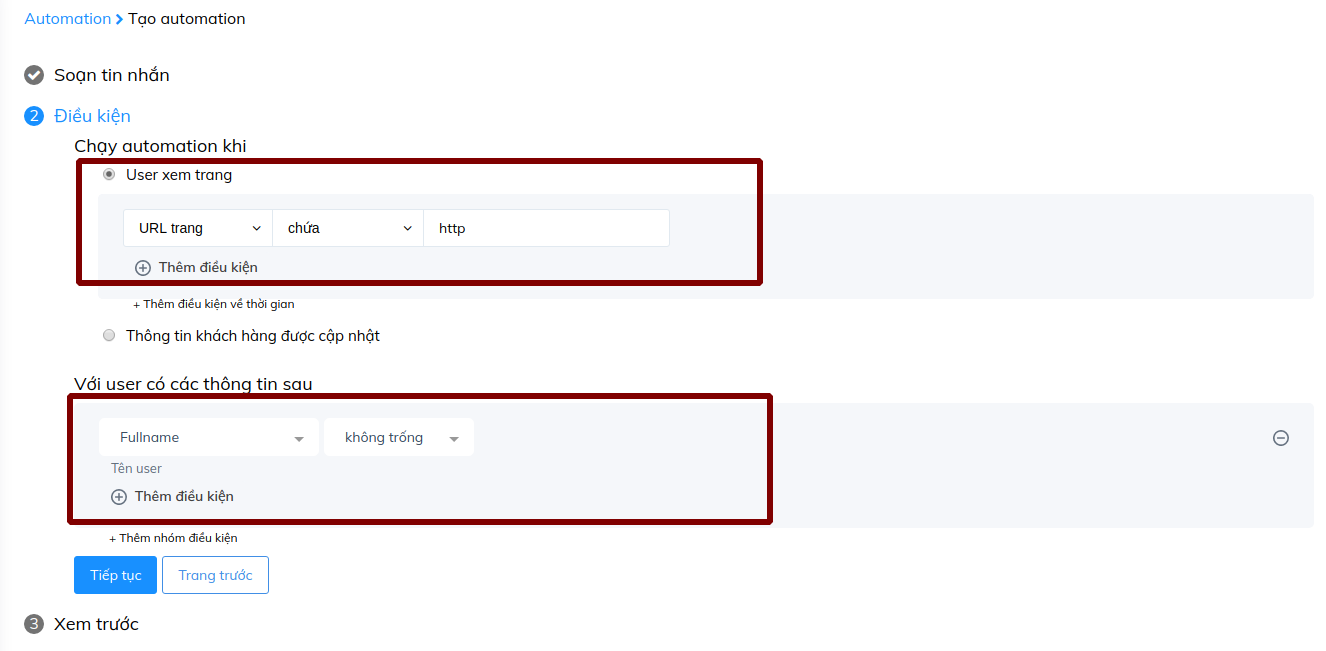 Automation > Tạo automation
Soạn tin nhắn
2 Điều kiện
Chạy automation khi
User xem trang
URL trang chứa http
Thêm điều kiện
+ Thêm điều kiện về thời gian
Thông tin khách hàng được cập nhật
Với user có các thông tin sau
Fullname không trống
Tên user
Thêm điều kiện
+ Thêm nhóm điều kiện
Tiếp tục Trang trước
3 Xem trước